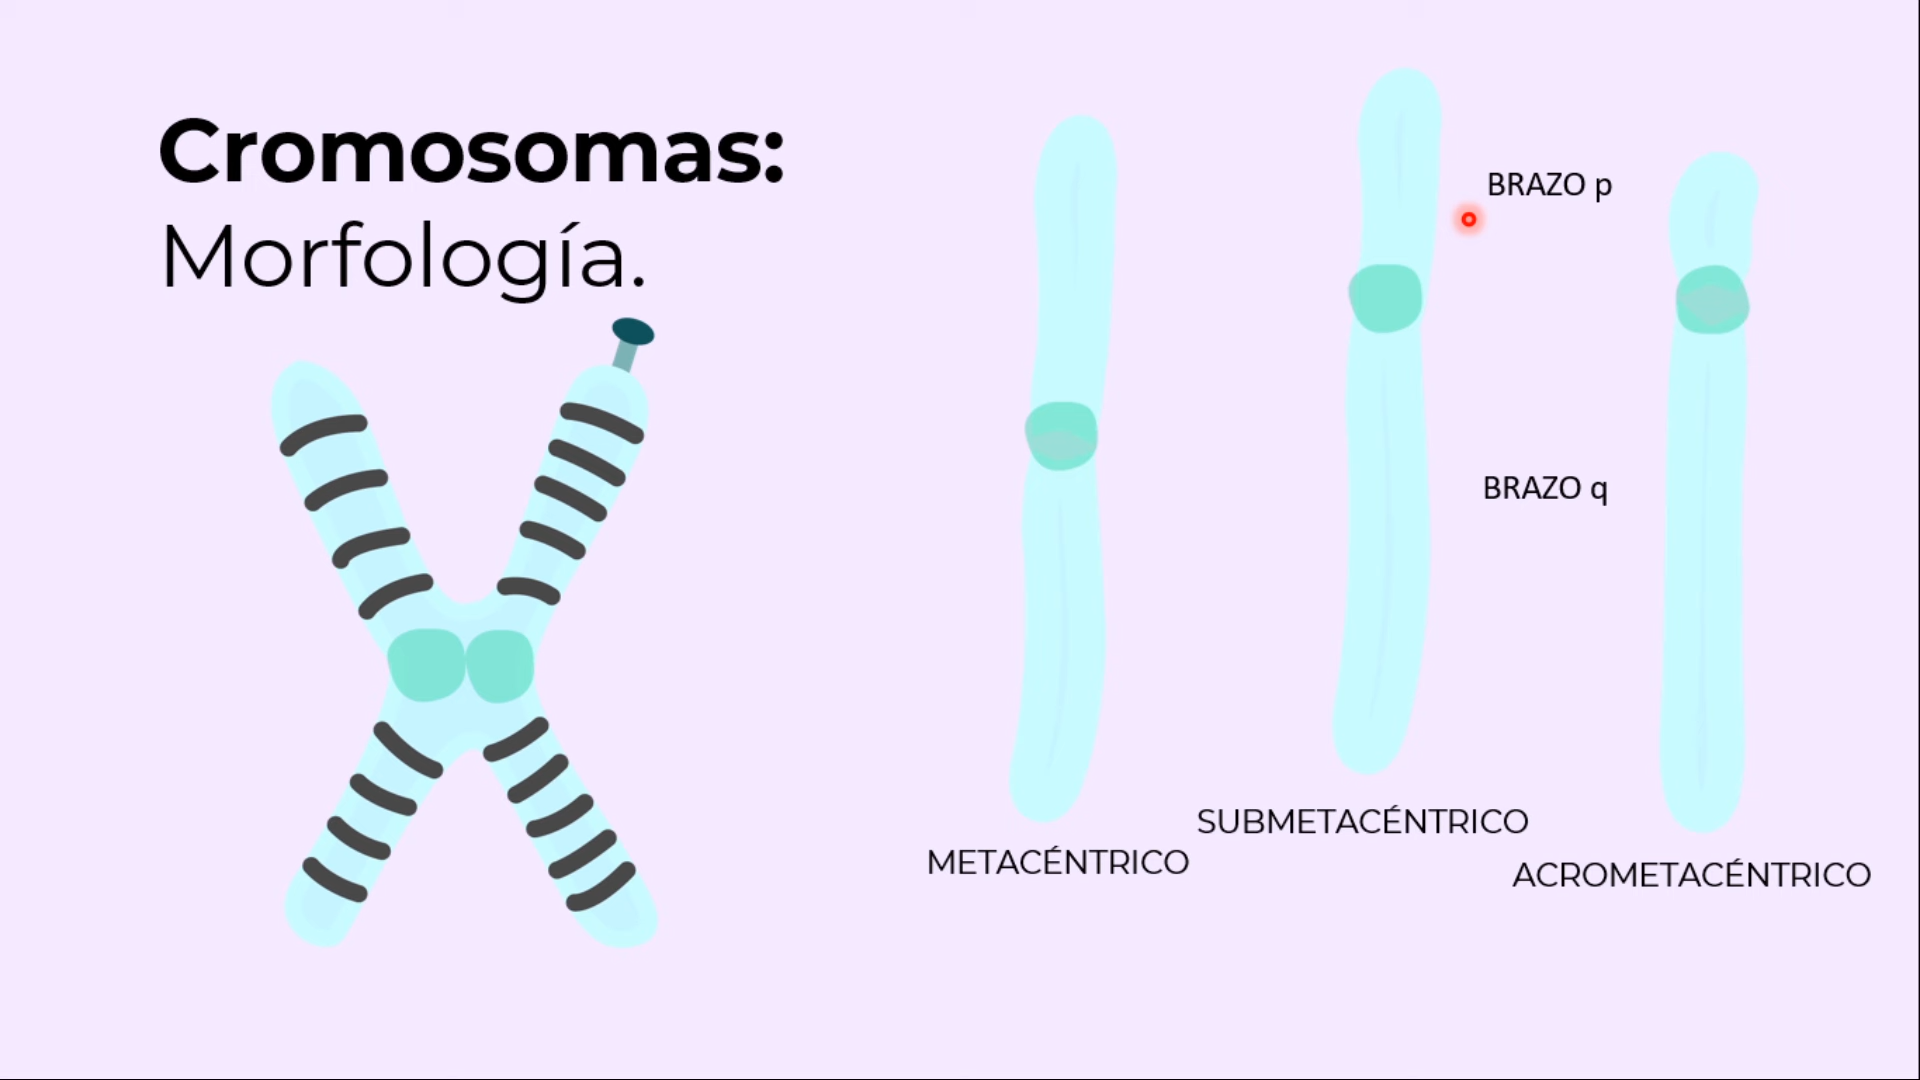 Cromosomas:
Morfología.
BRAZO p
BRAZO q
METACÉNTRICO
SUBMETACÉNTRICO
ACROMETACÉNTRICO